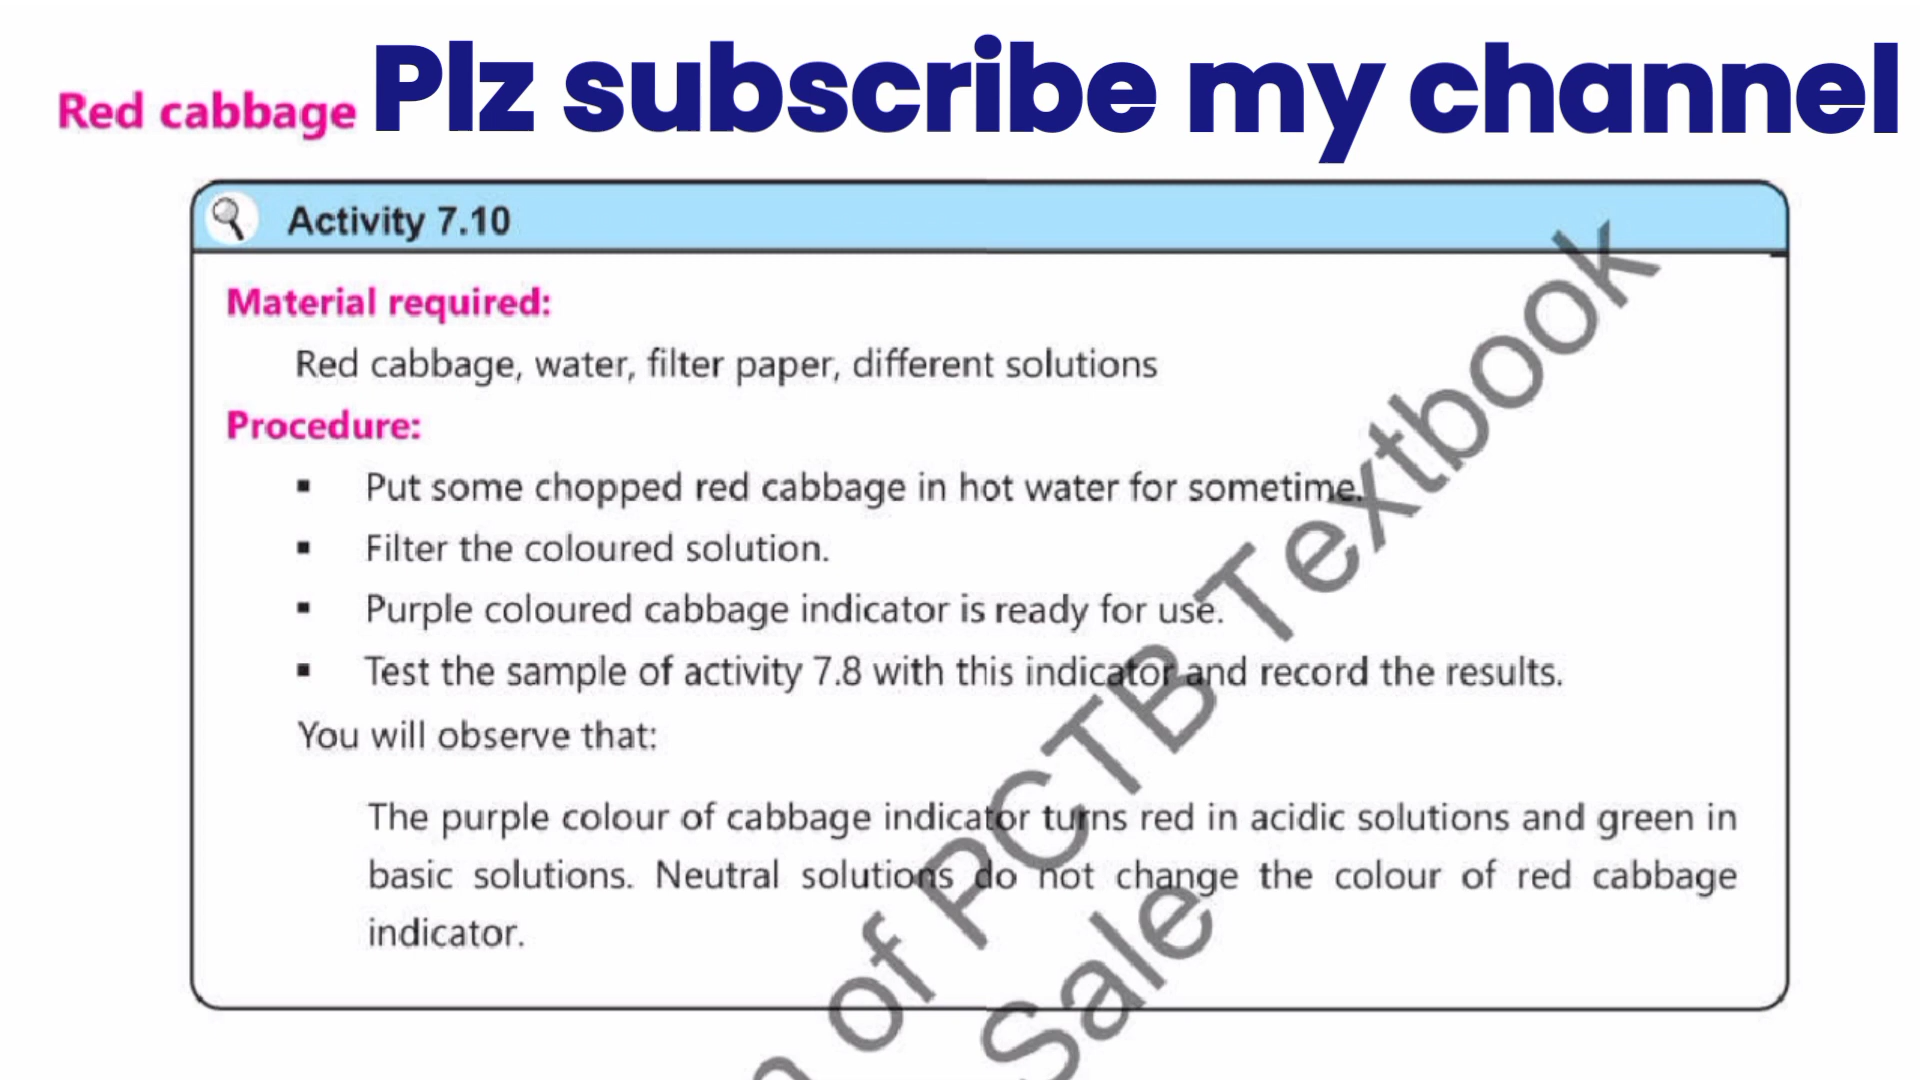 Plz subscribe my channel
Red cabbage
Activity 7.10
Material required:
Red cabbage, water, filter paper, different solutions
Procedure:
▪ Put some chopped red cabbage in hot water for sometime.
▪ Filter the coloured solution.
▪ Purple coloured cabbage indicator is ready for use.
▪ Test the sample of activity 7.8 with this indicator and record the results.
You will observe that:
The purple colour of cabbage indicator turns red in acidic solutions and green in
basic solutions. Neutral solutions do not change the colour of red cabbage
indicator.
of PCTB Textbook
Sale